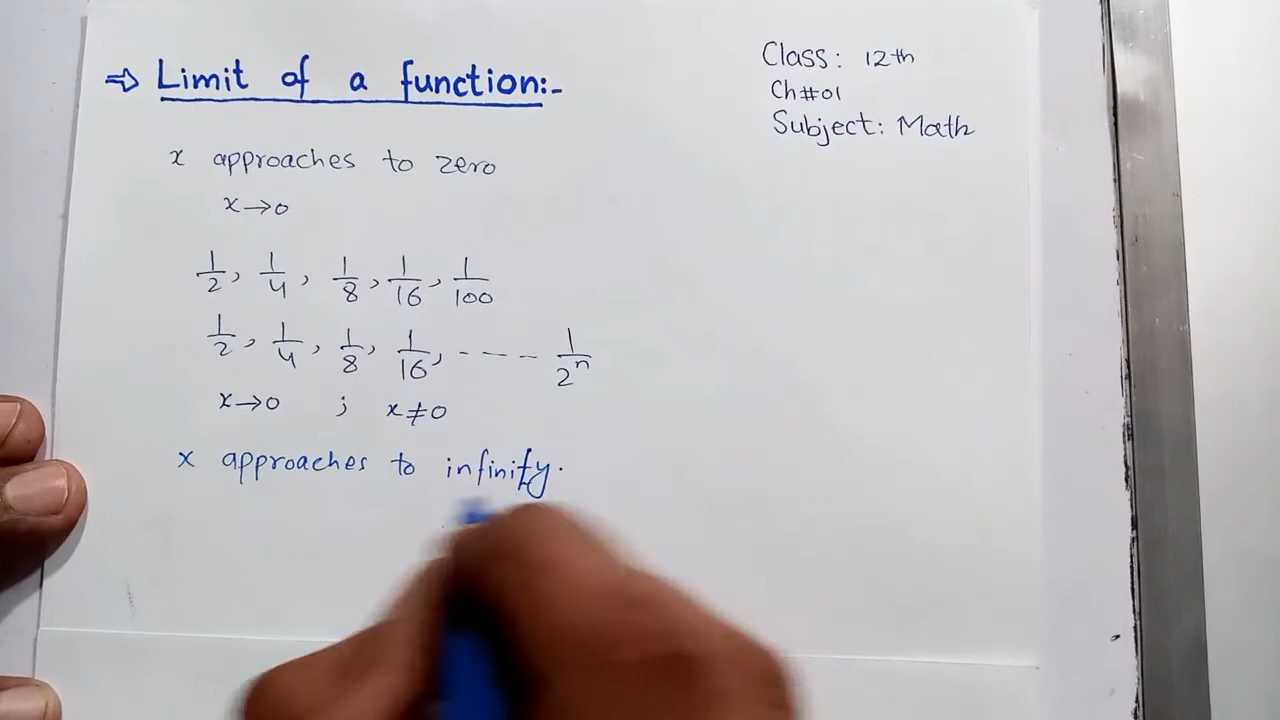 ⇒ Limit of a function:-
Class: 12th
Ch#01
Subject: Math
x approaches to zero
x→0
1/2, 1/4, 1/8, 1/16, 1/100
1/2, 1/4, 1/8, 1/16, ---- 1/2ⁿ
x→0 ; x≠0
x approaches to infinity.